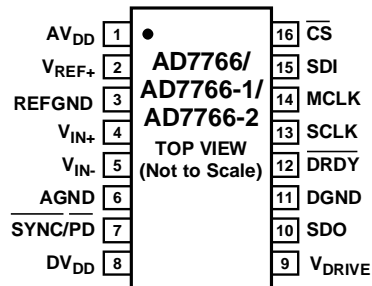 AVDD 1
VREF+ 2
REFGND 3
VIN+ 4
VIN- 5
AGND 6
SYNC/PD 7
DVDD 8
AD7766/
AD7766-1/
AD7766-2
TOP VIEW
(Not to Scale)
16 CS
15 SDI
14 MCLK
13 SCLK
12 DRDY
11 DGND
10 SDO
9 VDRIVE